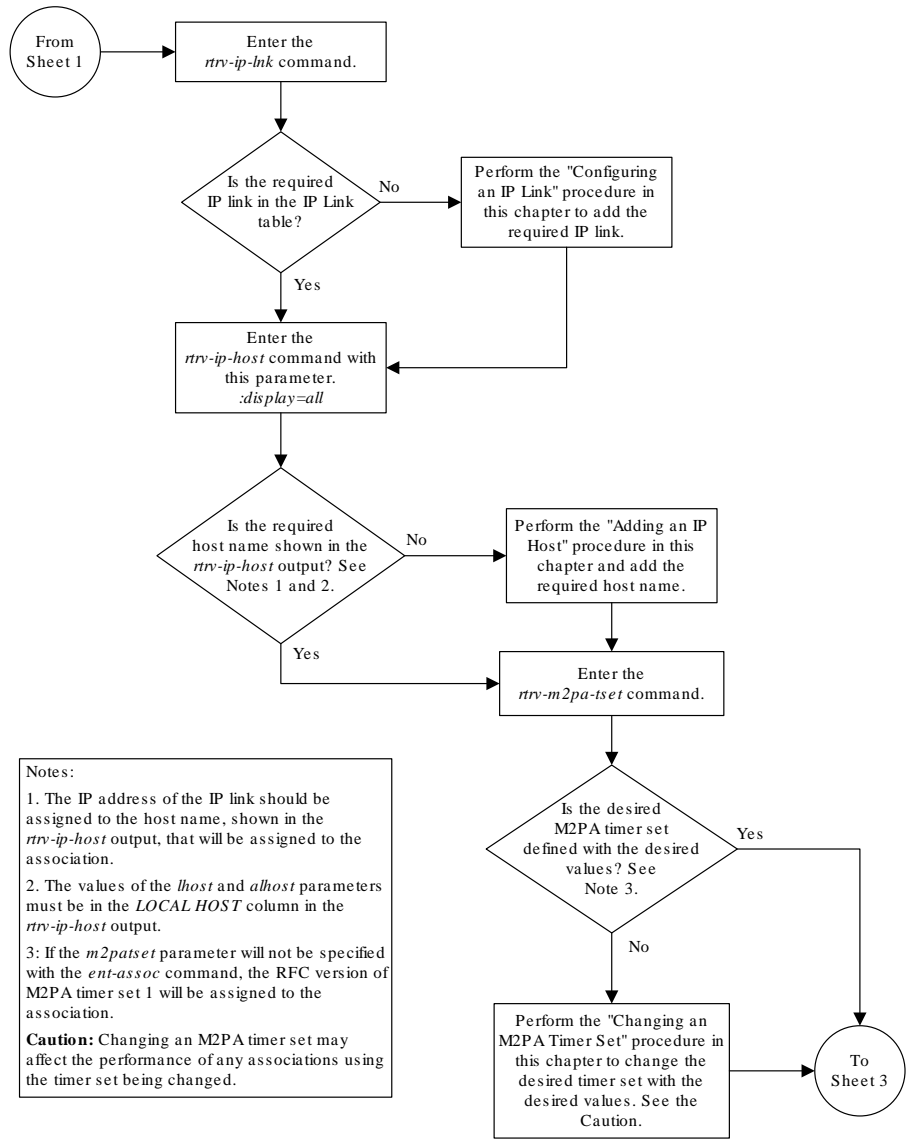 From
Sheet 1
Enter the
rtrv-ip-lnk command.
Is the required
IP link in the IP Link
table?
No
Perform the "Configuring
an IP Link" procedure in
this chapter to add the
required IP link.
Yes
Enter the
rtrv-ip-host command with
this parameter.
:display=all
Is the required
host name shown in the
rtrv-ip-host output? See
Notes 1 and 2.
No
Perform the "Adding an IP
Host" procedure in this
chapter and add the
required host name.
Yes
Enter the
rtrv-m2pa-tset command.
Is the desired
M2PA timer set
defined with the desired
values? See
Note 3.
Yes
No
Perform the "Changing an
M2PA Timer Set" procedure in
this chapter to change the
desired timer set with the
desired values. See the
Caution.
To
Sheet 3
Notes:
1. The IP address of the IP link should be
assigned to the host name, shown in the
rtrv-ip-host output, that will be assigned to the
association.
2. The values of the lhost and alhost parameters
must be in the LOCAL HOST column in the
rtrv-ip-host output.
3: If the m2patset parameter will not be specified
with the ent-assoc command, the RFC version of
M2PA timer set 1 will be assigned to the
association.
Caution: Changing an M2PA timer set may
affect the performance of any associations using
the timer set being changed.